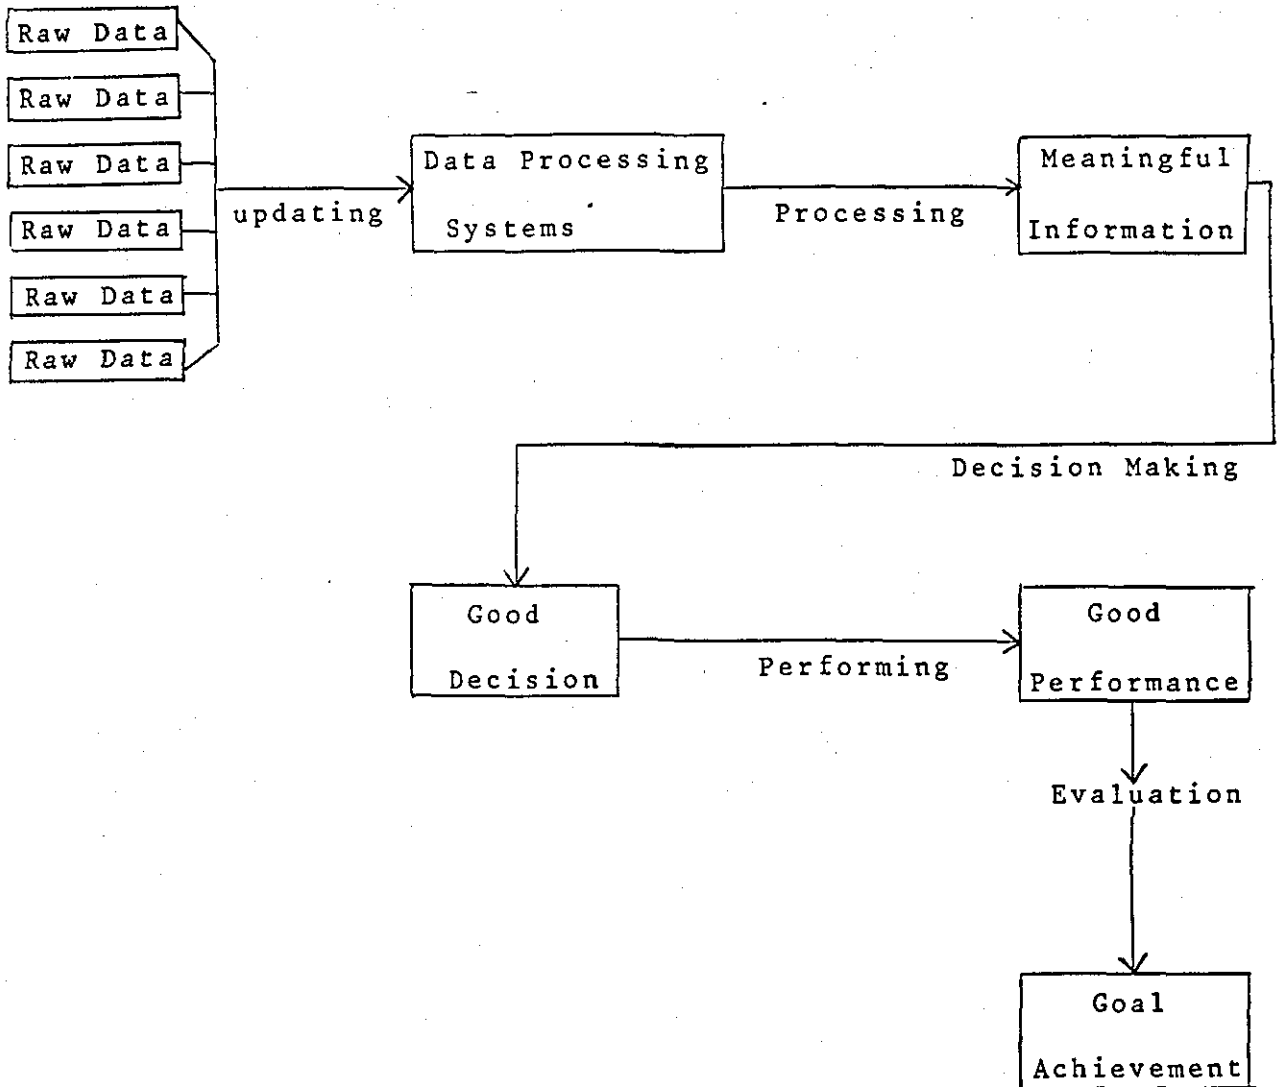 Raw Data
Raw Data
Raw Data
Raw Data
Raw Data
Raw Data
updating
Data Processing
Systems
Processing
Meaningful
Information
Decision Making
Good
Decision
Performing
Good
Performance
Evaluation
Goal
Achievement